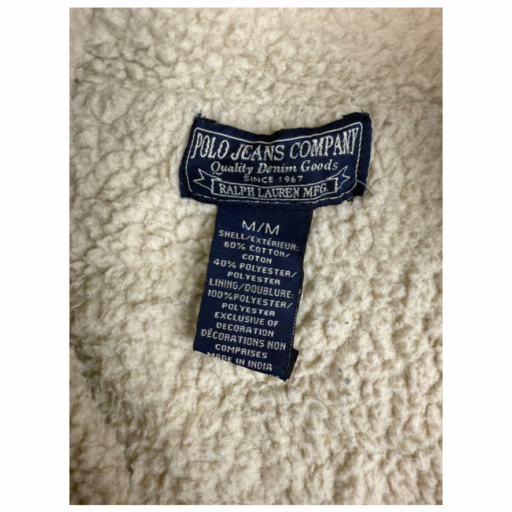 POLO JEANS COMPANY
Quality Denim Goods
SINCE 1967
RALPH LAUREN MFG.
M/M
SHELL/EXTÉRIEUR:
60% COTTON/
COTON
40% POLYESTER/
POLYESTER
LINING/DOUBLURE:
100% POLYESTER/
POLYESTER
EXCLUSIVE OF
DECORATION
DÉCORATIONS NON
COMPRISES
MADE IN INDIA